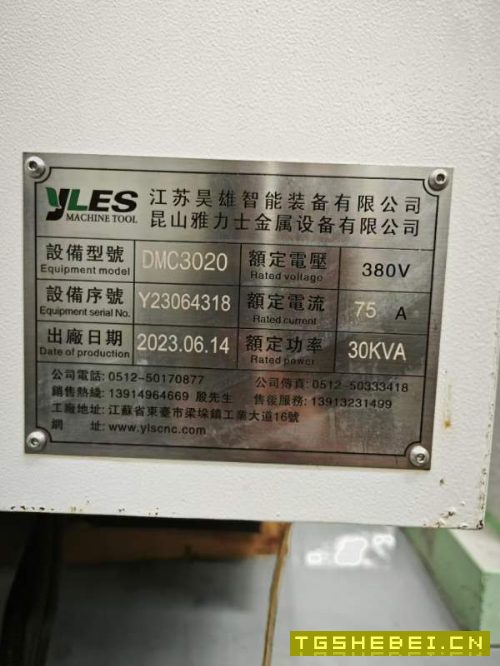 YLES
MACHINE TOOL
江苏昊雄智能装备有限公司
昆山雅力士金属设备有限公司
設備型號 DMC3020 額定電壓 380V
Equipment model Rated voltage
設備序號 Y23064318 額定電流 75 A
Equipment serial No. Rated current
出廠日期 2023.06.14 額定功率 30KVA
Date of production Rated power
公司電話: 0512-50170877 公司傳真: 0512-50333418
銷售熱綫: 13914964669 殷先生 售後服務: 13913231499
工廠地址: 江蘇省東臺市梁垛鎮工業大道16號
網 址: www.ylscnc.com
TGSHEBEI.CN